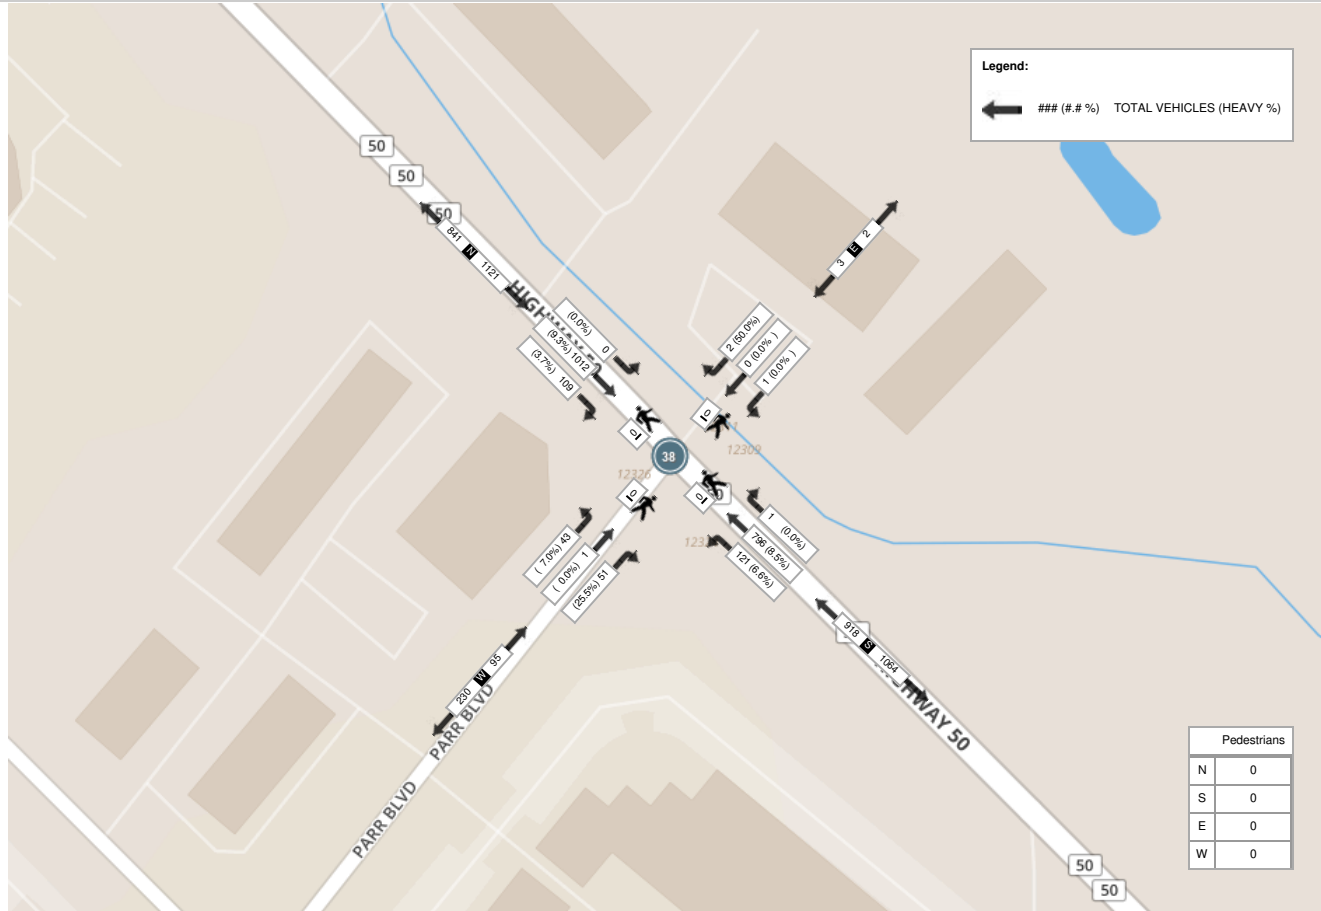 Legend:
### (#.# %) TOTAL VEHICLES (HEAVY %)
50
50
50
841 N 1121
3 E 2
(0.0%) 0
(9.3%) 1012
(3.7%) 109
2 (50.0%)
0 (0.0% )
1 (0.0% )
0
0
38
12309
12326
0
0
1 (0.0%)
796 (8.5%)
121 (6.6%)
( 7.0%) 43
( 0.0%) 1
(25.5%) 51
918 S 1064
230 W 95
PARR BLVD
PARR BLVD
HIGHWAY 50
50
50
Pedestrians
N 0
S 0
E 0
W 0